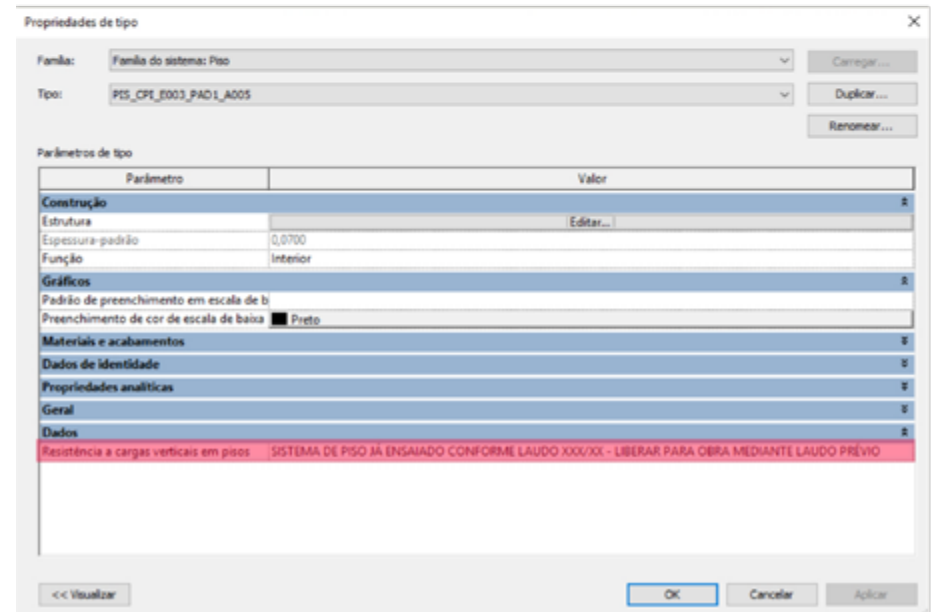 Propriedades de tipo
Família: Família do sistema: Piso Carregar...
Tipo: PIS_CPI_E003_PAD1_A005 Duplicar...
Renomear...
Parâmetros de tipo
Parâmetro Valor
Construção
Estrutura Editar...
Espessura-padrão 0,0700
Função Interior
Gráficos
Padrão de preenchimento em escala de b
Preenchimento de cor de escala de baixa Preto
Materiais e acabamentos
Dados de identidade
Propriedades analíticas
Geral
Dados
Resistência a cargas verticais em pisos SISTEMA DE PISO JÁ ENSAIADO CONFORME LAUDO XXX/XX - LIBERAR PARA OBRA MEDIANTE LAUDO PRÉVIO
<< Visualizar OK Cancelar Aplicar